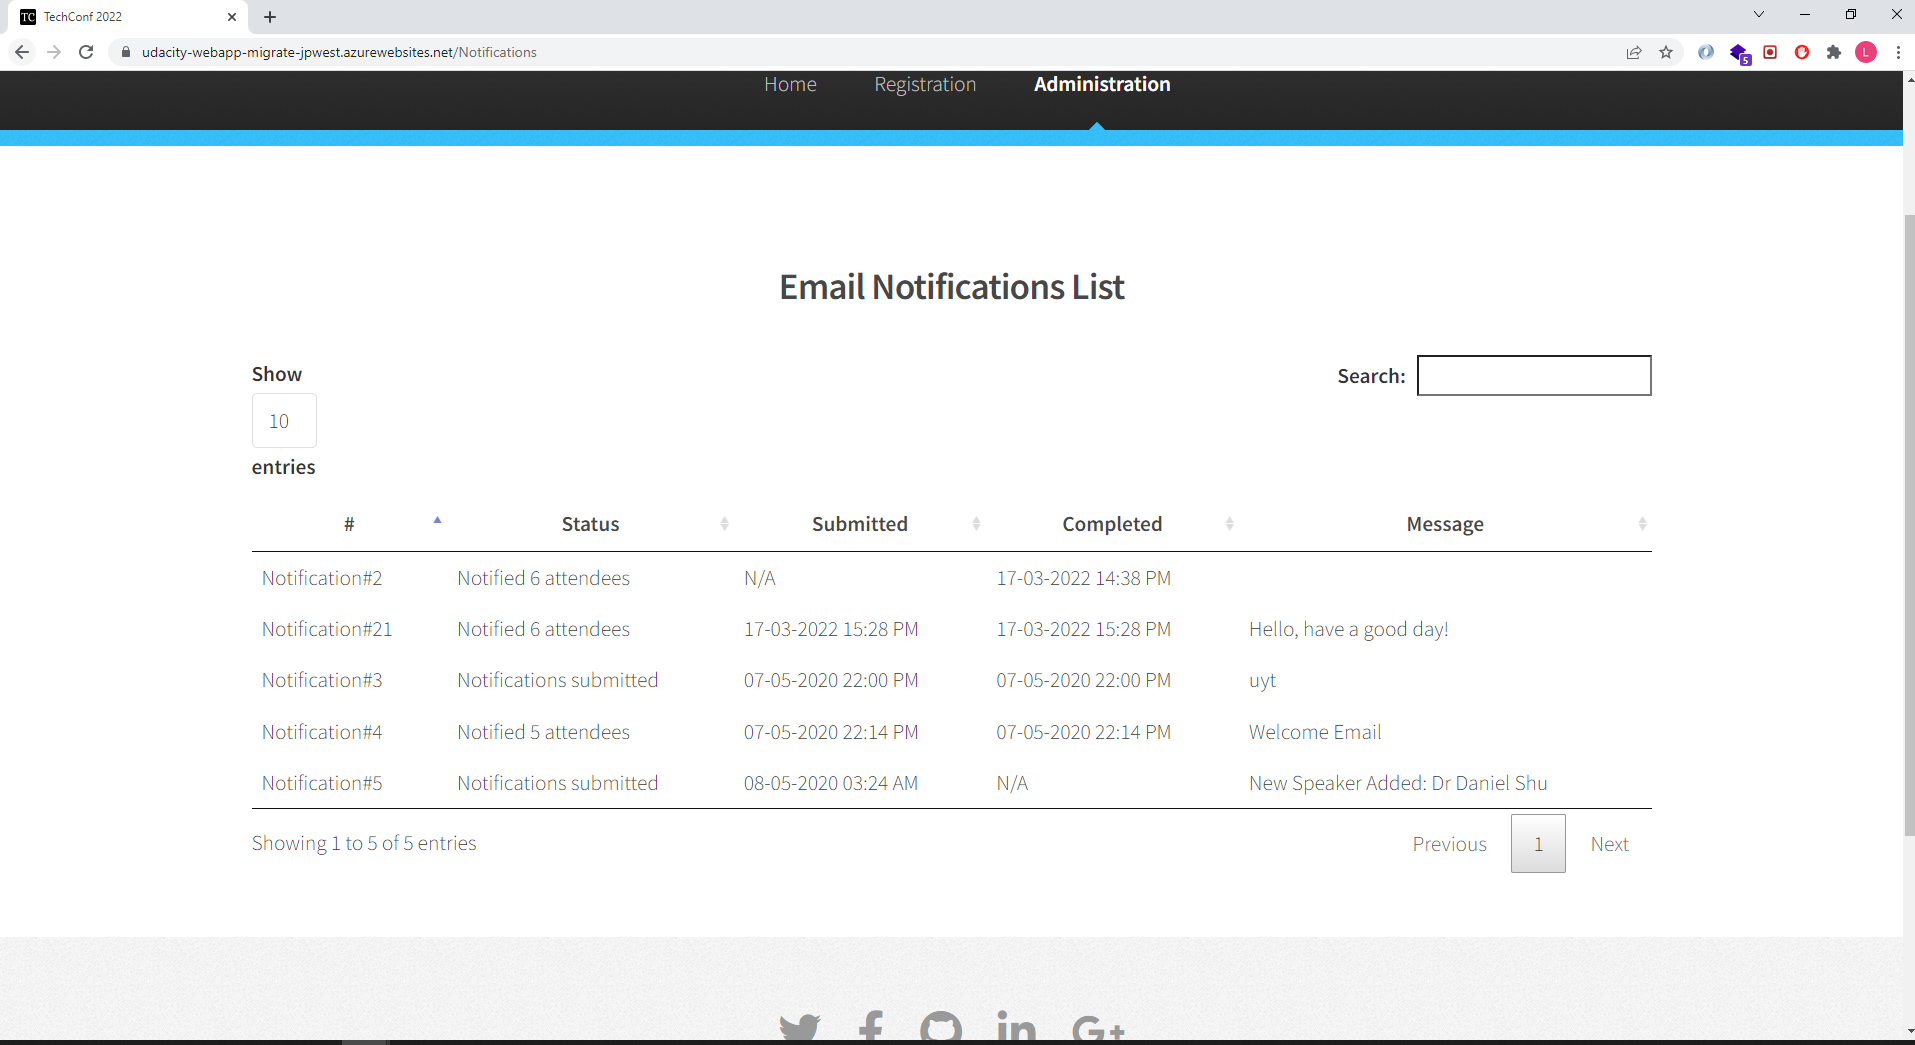 TC TechConf 2022
udacity-webapp-migrate-jpwest.azurewebsites.net/Notifications
5
L
Home Registration Administration
Email Notifications List
Show
Search:
10
entries
# Status Submitted Completed Message
Notification#2 Notified 6 attendees N/A 17-03-2022 14:38 PM
Notification#21 Notified 6 attendees 17-03-2022 15:28 PM 17-03-2022 15:28 PM Hello, have a good day!
Notification#3 Notifications submitted 07-05-2020 22:00 PM 07-05-2020 22:00 PM uyt
Notification#4 Notified 5 attendees 07-05-2020 22:14 PM 07-05-2020 22:14 PM Welcome Email
Notification#5 Notifications submitted 08-05-2020 03:24 AM N/A New Speaker Added: Dr Daniel Shu
Showing 1 to 5 of 5 entries
Previous 1 Next
in G+